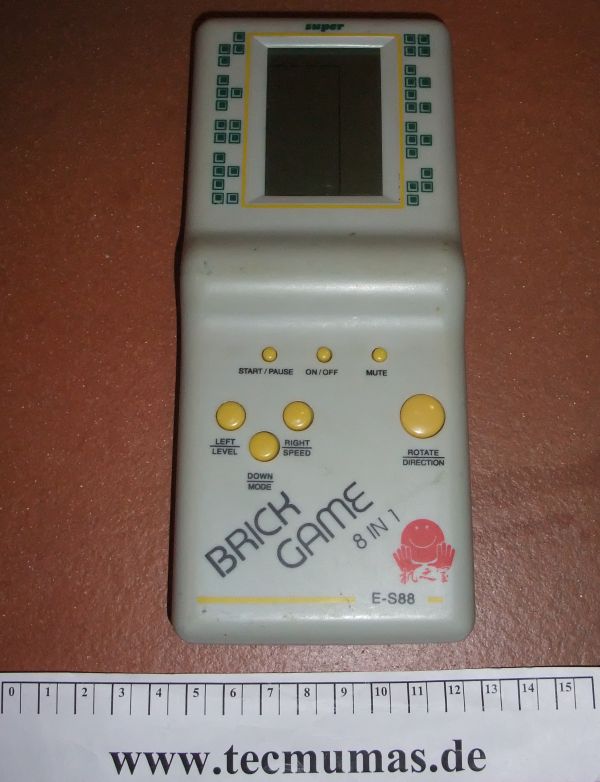 super
START / PAUSE ON / OFF MUTE
LEFT
LEVEL
RIGHT
SPEED
DOWN
MODE
ROTATE
DIRECTION
BRICK
GAME
8 IN 1
E-S88
0 1 2 3 4 5 6 7 8 9 10 11 12 13 14 15
www.tecmumas.de